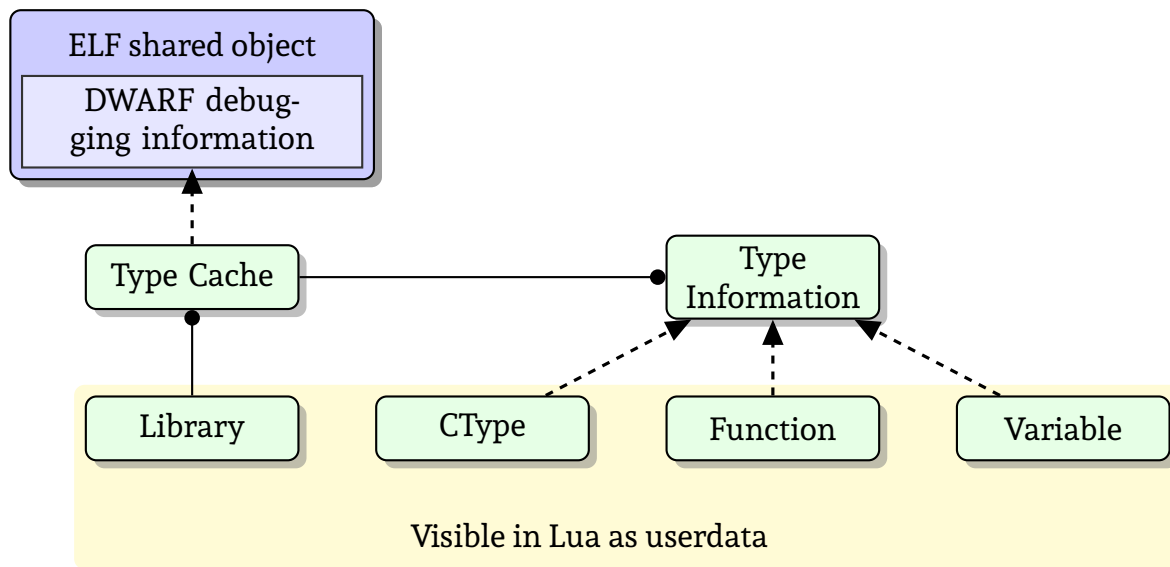 ELF shared object
DWARF debug-
ging information
Type Cache
Type
Information
Library
CType
Function
Variable
Visible in Lua as userdata